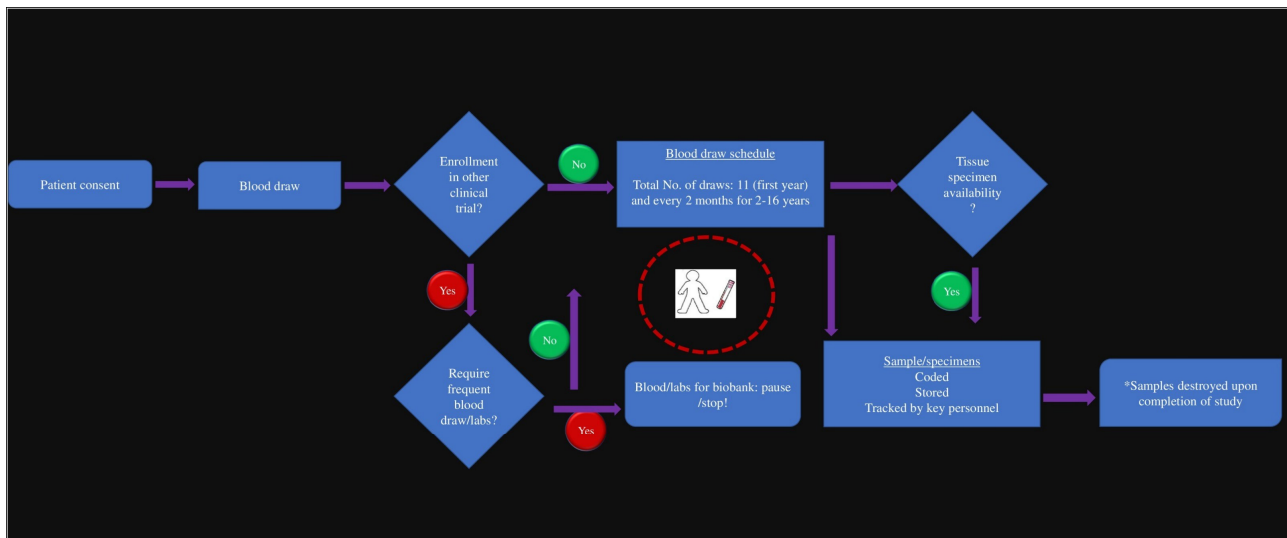 Patient consent
Blood draw
Enrollment
in other
clinical
trial?
No
Blood draw schedule
Total No. of draws: 11 (first year)
and every 2 months for 2-16 years
Tissue
specimen
availability
?
Yes
No
Yes
Require
frequent
blood
draw/labs?
Yes
Blood/labs for biobank: pause
/stop!
Sample/specimens
Coded
Stored
Tracked by key personnel
*Samples destroyed upon
completion of study